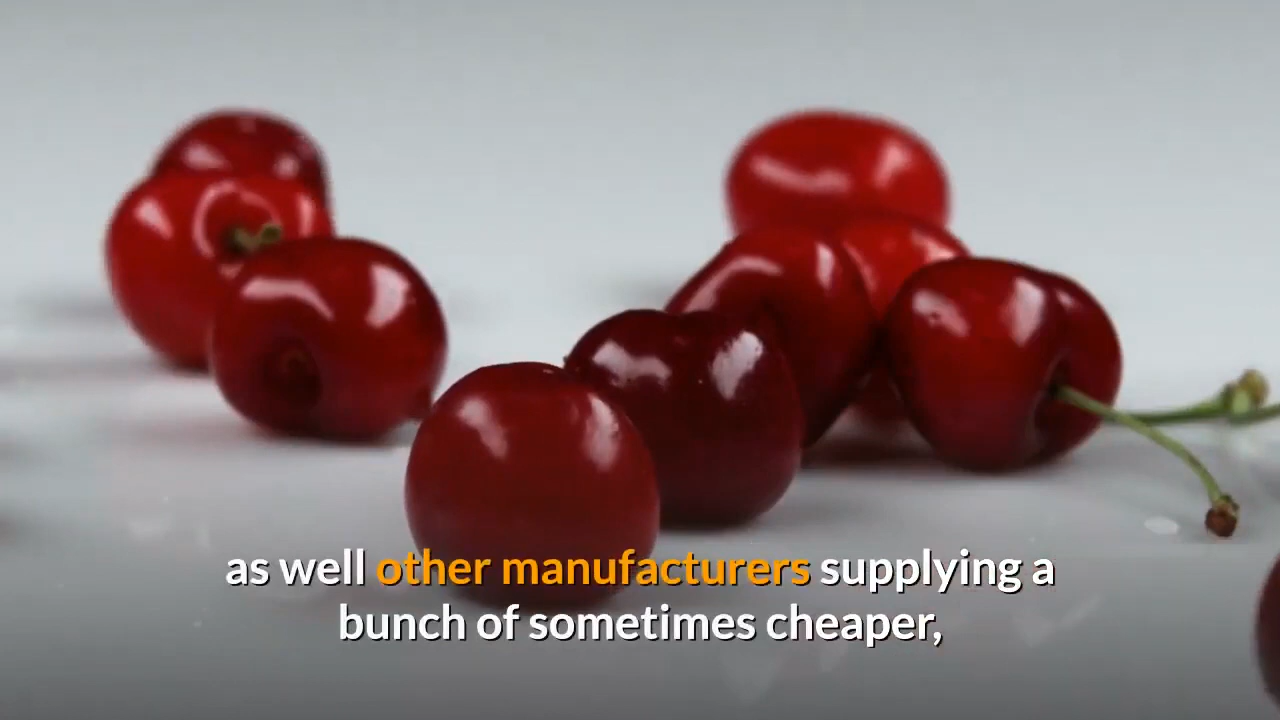 as well other manufacturers supplying a
bunch of sometimes cheaper,